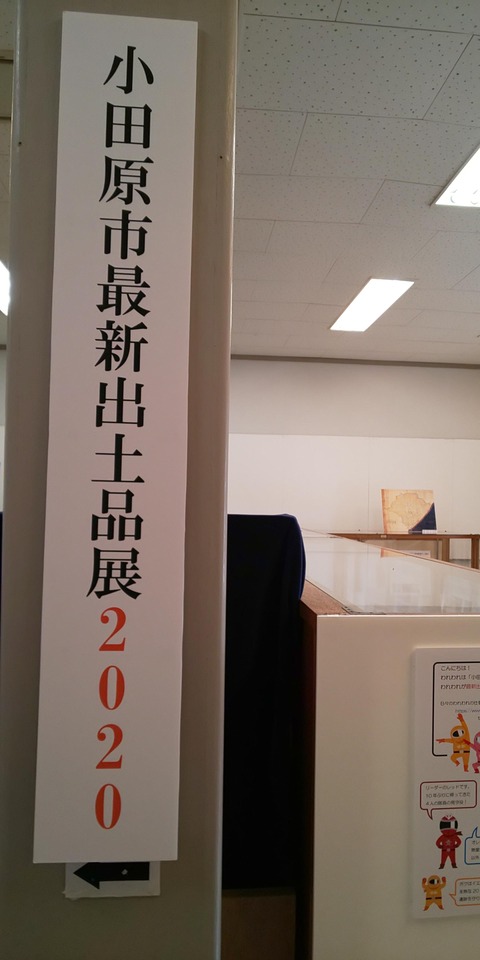 小田原市最新出土品展2020
こんにちは！
われわれは「小田
われわれが最新出
リーダーのレッドです。